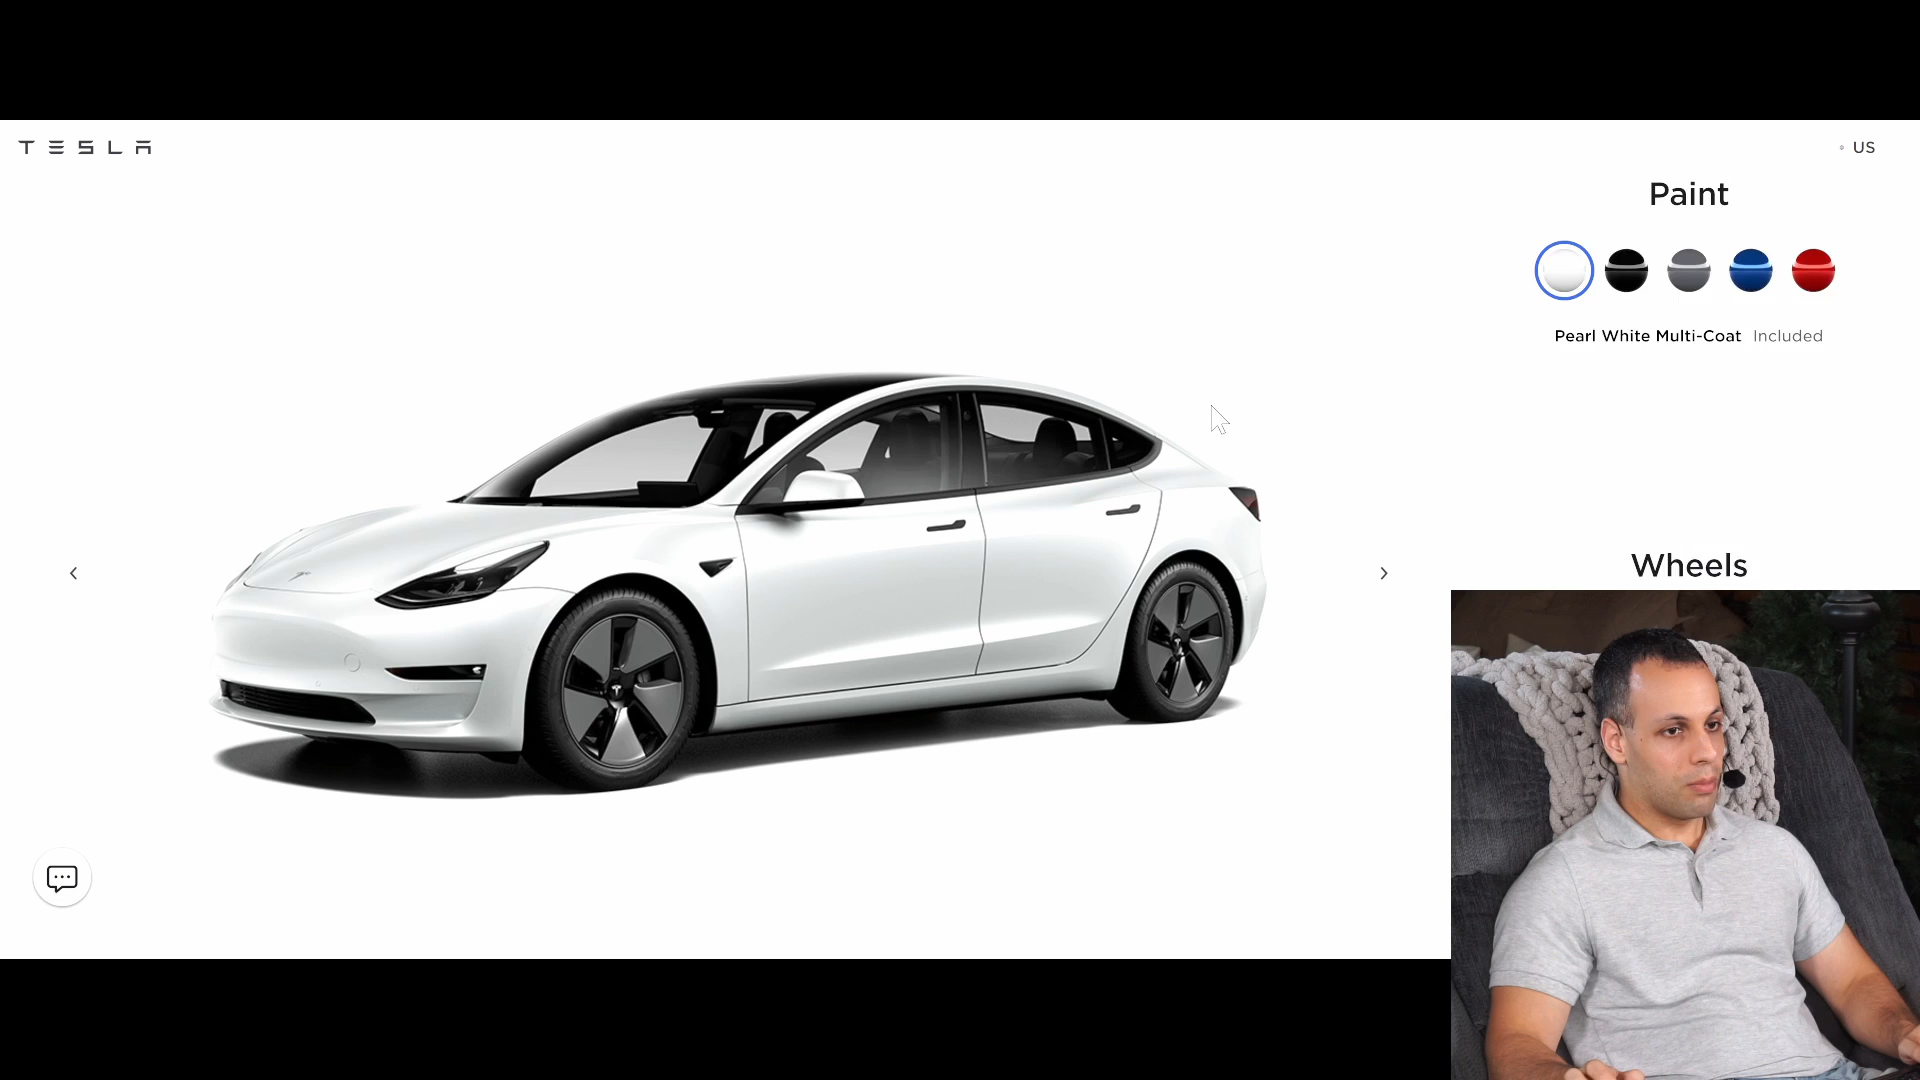 TESLA
US
Paint
Pearl White Multi-Coat Included
Wheels